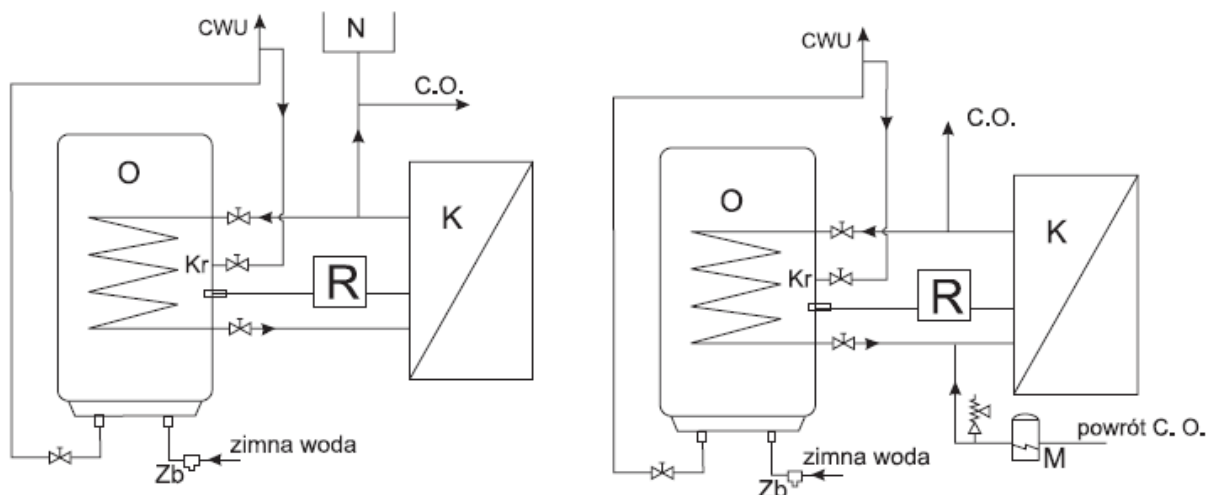 CWU
N
C.O.
O
K
Kr
R
zimna woda
Zb
CWU
C.O.
O
K
Kr
R
powrót C. O.
M
zimna woda
Zb